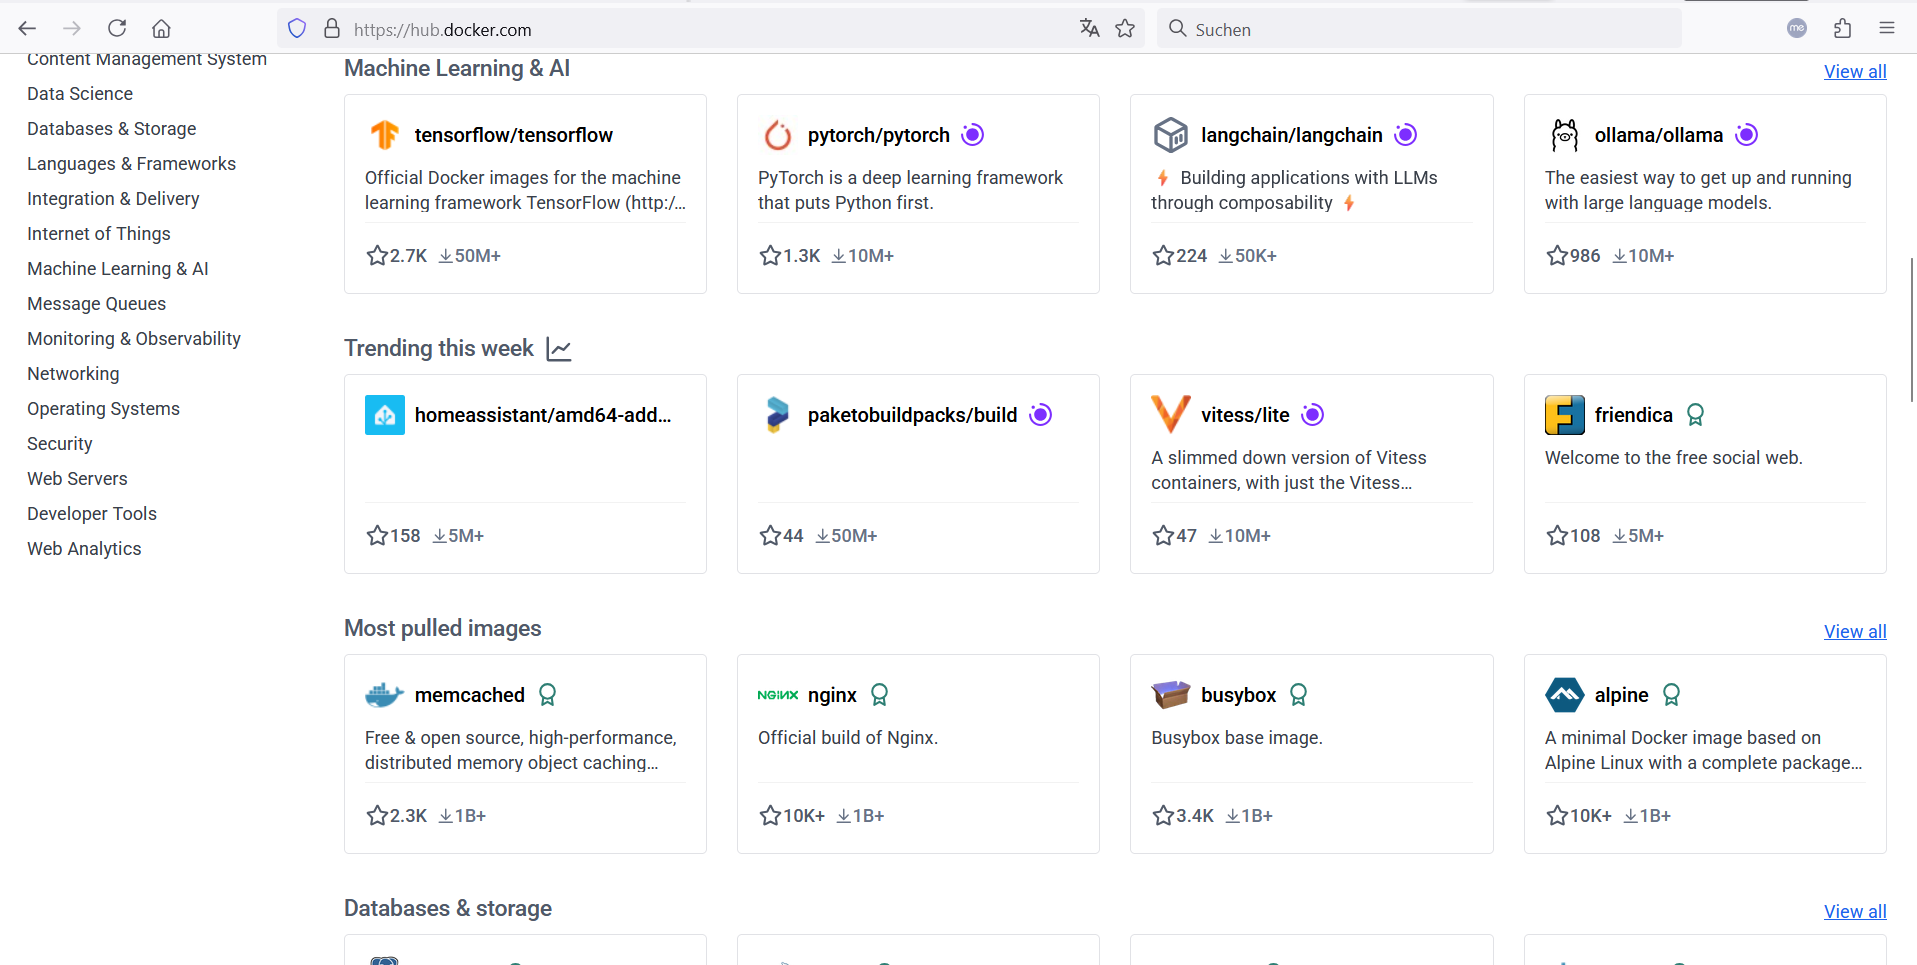 https://hub.docker.com
Suchen
me
Content Management System
Data Science
Databases & Storage
Languages & Frameworks
Integration & Delivery
Internet of Things
Machine Learning & AI
Message Queues
Monitoring & Observability
Networking
Operating Systems
Security
Web Servers
Developer Tools
Web Analytics
Machine Learning & AI
View all
tensorflow/tensorflow
Official Docker images for the machine
learning framework TensorFlow (http:/...
2.7K 50M+
pytorch/pytorch
PyTorch is a deep learning framework
that puts Python first.
1.3K 10M+
langchain/langchain
⚡ Building applications with LLMs
through composability ⚡
224 50K+
ollama/ollama
The easiest way to get up and running
with large language models.
986 10M+
Trending this week
homeassistant/amd64-add...
158 5M+
paketobuildpacks/build
44 50M+
vitess/lite
A slimmed down version of Vitess
containers, with just the Vitess...
47 10M+
friendica
Welcome to the free social web.
108 5M+
Most pulled images
View all
memcached
Free & open source, high-performance,
distributed memory object caching...
2.3K 1B+
NGINX nginx
Official build of Nginx.
10K+ 1B+
busybox
Busybox base image.
3.4K 1B+
alpine
A minimal Docker image based on
Alpine Linux with a complete package...
10K+ 1B+
Databases & storage
View all